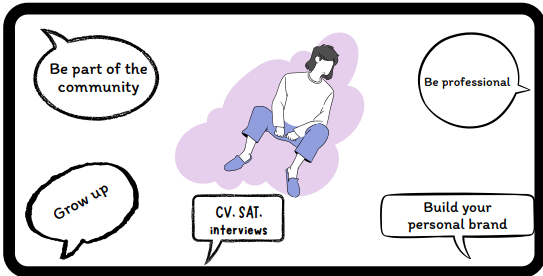 Be part of the
community
Be professional
Grow up
CV, SAT,
interviews
Build your
personal brand